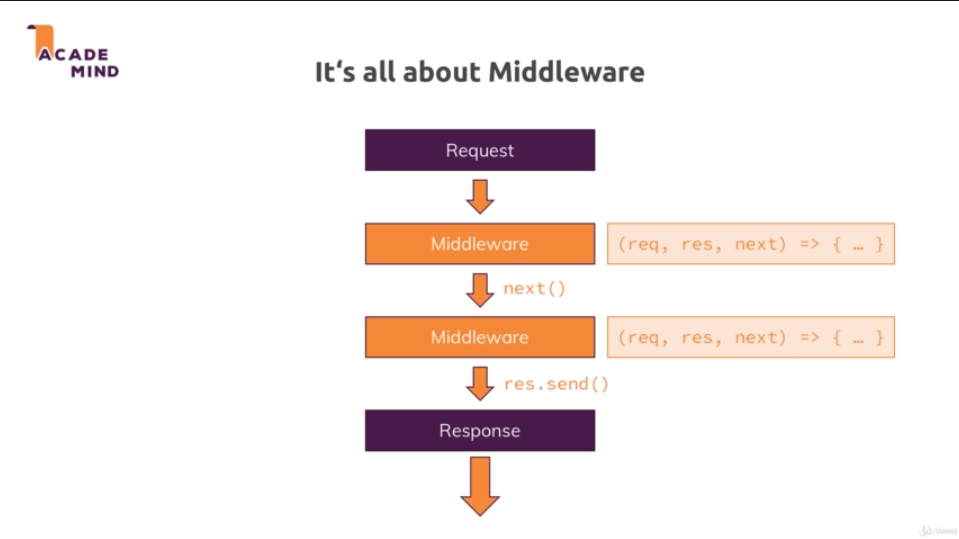 ACADE
MIND
It's all about Middleware
Request
Middleware
(req, res, next) => { … }
next()
Middleware
(req, res, next) => { … }
res.send()
Response
Udemy